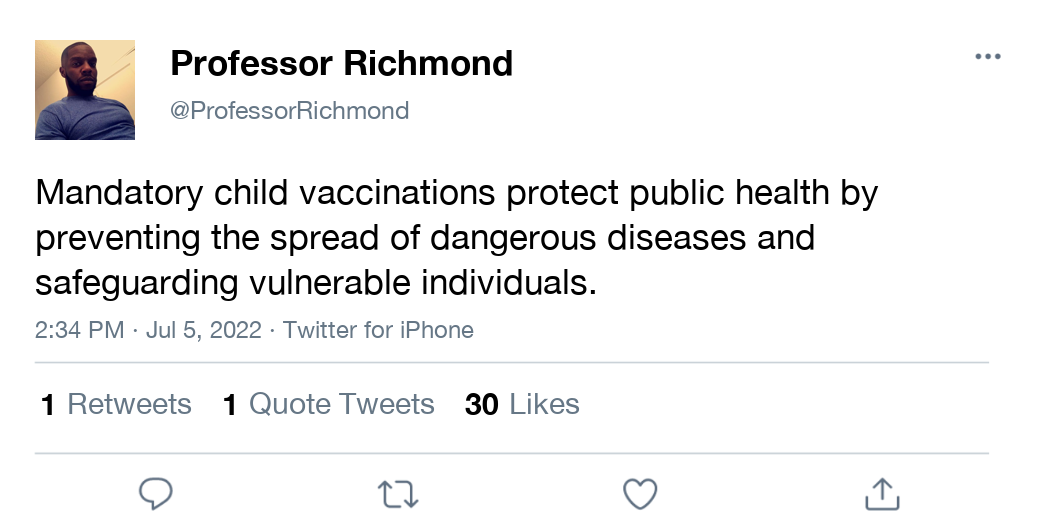 Professor Richmond
@ProfessorRichmond
Mandatory child vaccinations protect public health by
preventing the spread of dangerous diseases and
safeguarding vulnerable individuals.
2:34 PM · Jul 5, 2022 · Twitter for iPhone
1 Retweets 1 Quote Tweets 30 Likes